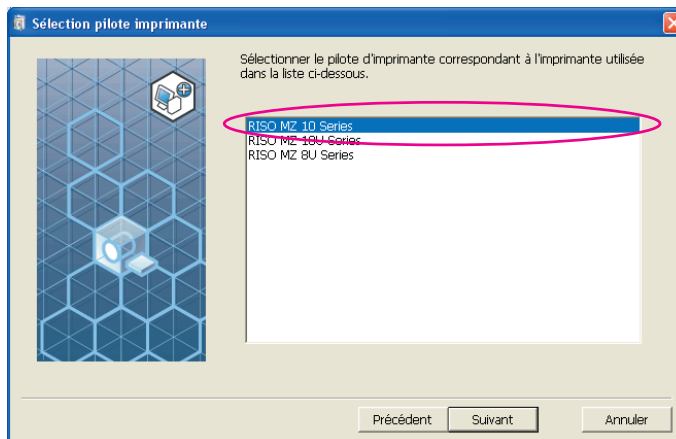 Sélection pilote imprimante
Sélectionner le pilote d'imprimante correspondant à l'imprimante utilisée
dans la liste ci-dessous.
RISO MZ 10 Series
RISO MZ 18U Series
RISO MZ 8U Series
Précédent
Suivant
Annuler